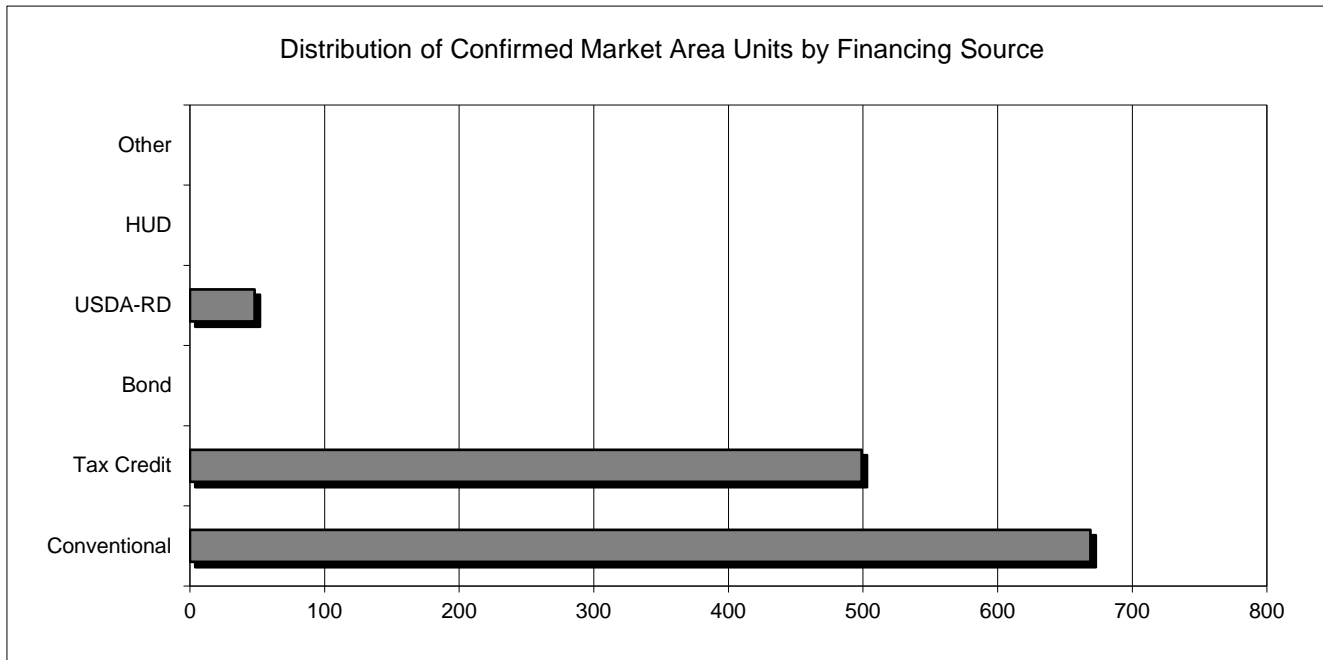 Distribution of Confirmed Market Area Units by Financing Source
Other
HUD
USDA-RD
Bond
Tax Credit
Conventional
0 100 200 300 400 500 600 700 800